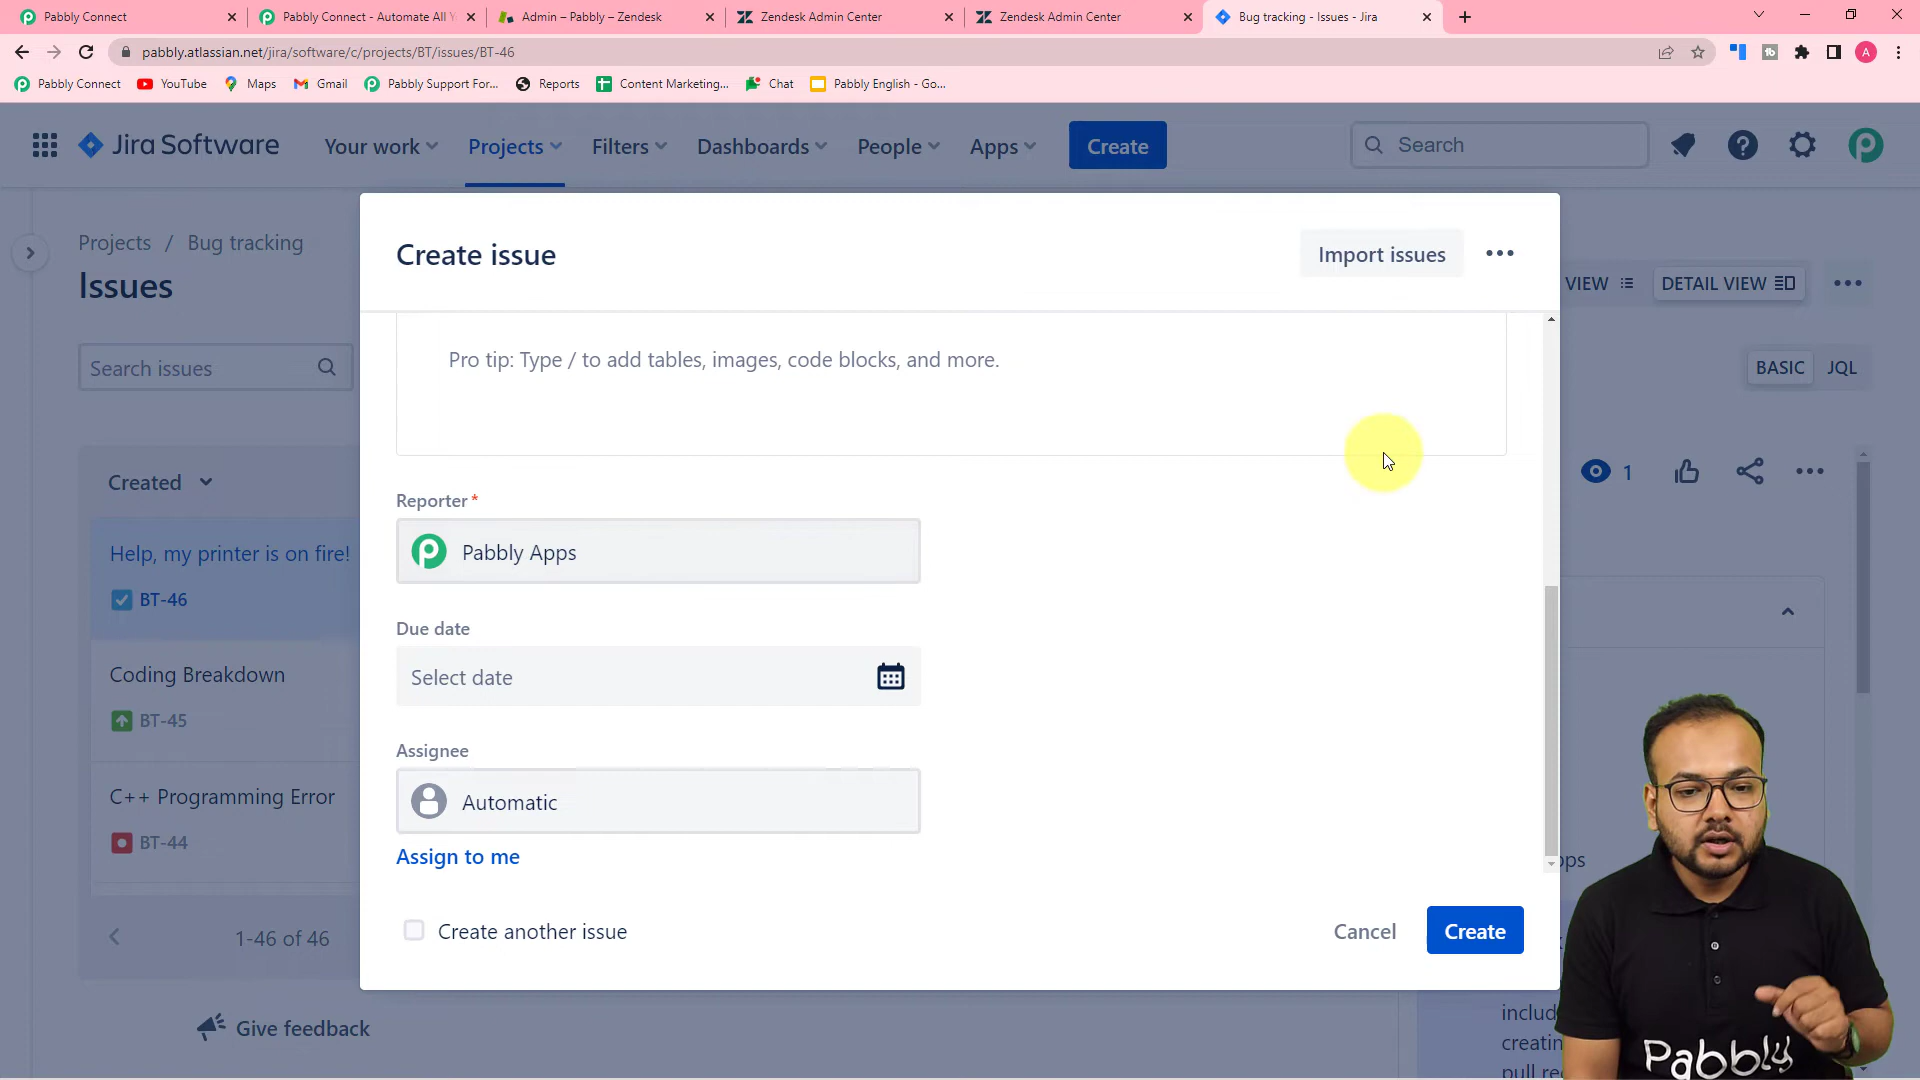 Pabbly Connect
Pabbly Connect - Automate All Y
Admin – Pabbly – Zendesk
Zendesk Admin Center
Zendesk Admin Center
Bug tracking - Issues - Jira
pabbly.atlassian.net/jira/software/c/projects/BT/issues/BT-46
A
Pabbly Connect
YouTube
Maps
Gmail
Pabbly Support For...
Reports
Content Marketing...
Chat
Pabbly English - Go...
Jira Software
Your work
Projects
Filters
Dashboards
People
Apps
Create
Search
Projects / Bug tracking
Issues
VIEW
DETAIL VIEW
Search issues
BASIC
JQL
Created
Help, my printer is on fire!
BT-46
Coding Breakdown
BT-45
C++ Programming Error
BT-44
1-46 of 46
Give feedback
Create issue
Import issues
Pro tip: Type / to add tables, images, code blocks, and more.
Reporter *
Pabbly Apps
Due date
Select date
Assignee
Automatic
Assign to me
Create another issue
Cancel
Create
1
pps
includ
creatin
pull re
Pabbly